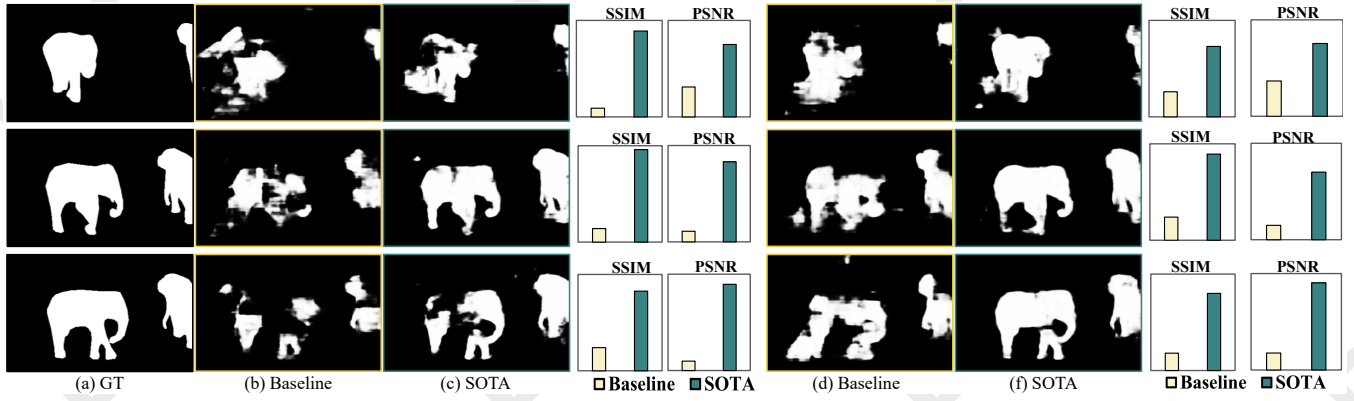 SSIM PSNR SSIM PSNR
SSIM PSNR SSIM PSNR
SSIM PSNR SSIM PSNR
(a) GT (b) Baseline (c) SOTA Baseline SOTA (d) Baseline (f) SOTA Baseline SOTA